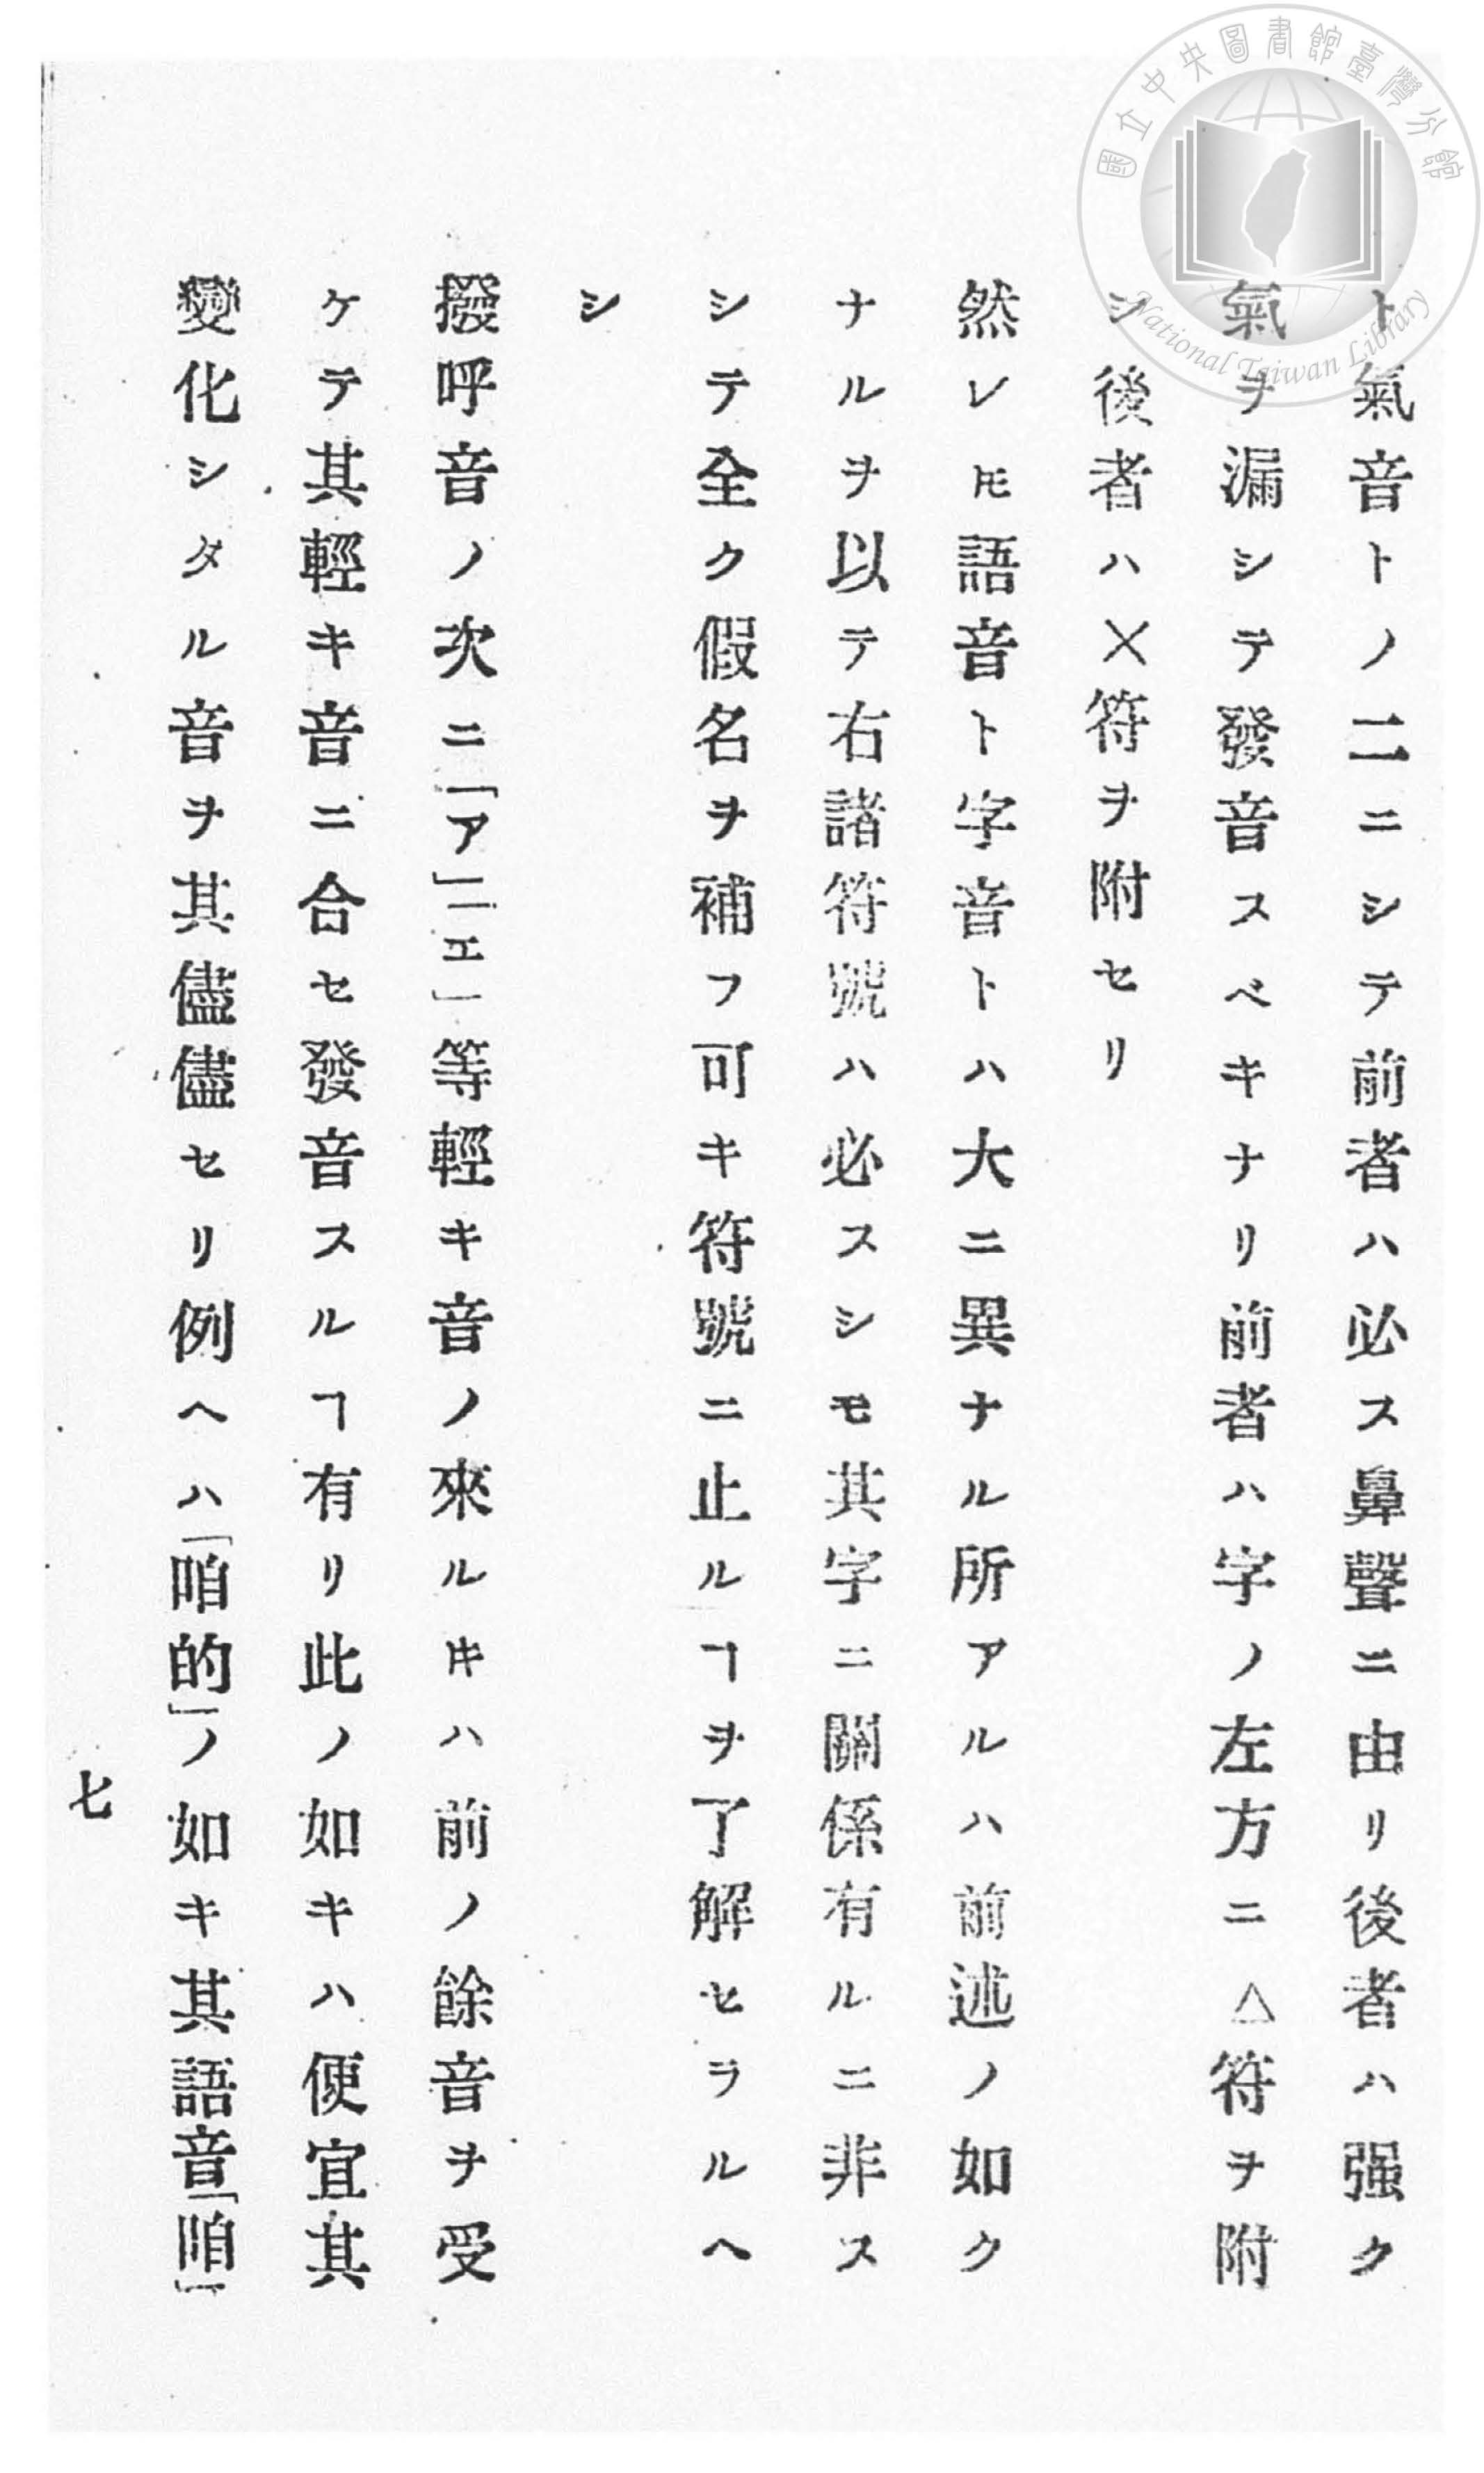 ト氣音トノ二ニシテ前者ハ必ス鼻聲ニ由リ後者ハ强ク
氣ヲ漏シテ發音スベキナリ前者ハ字ノ左方ニ△符ヲ附
シ後者ハ╳符ヲ附セリ
然レ𪜈語音ト字音トハ大ニ異ナル所アルハ前述ノ如ク
ナルヲ以テ右諸符號ハ必スシモ其字ニ關係有ルニ非ス
シテ全ク假名ヲ補フ可キ符號ニ止ルヿヲ了解セラルヘ
シ
撥呼音ノ次ニ「ア」「エ」等輕キ音ノ來ルキハ前ノ餘音ヲ受
ケテ其輕キ音ニ合セ發音スルヿ有リ此ノ如キハ便宜其
變化シタル音ヲ其儘儘セリ例ヘハ「咱的」ノ如キ其語音「咱」
七
國立中央圖書館臺灣分館
National Taiwan Library